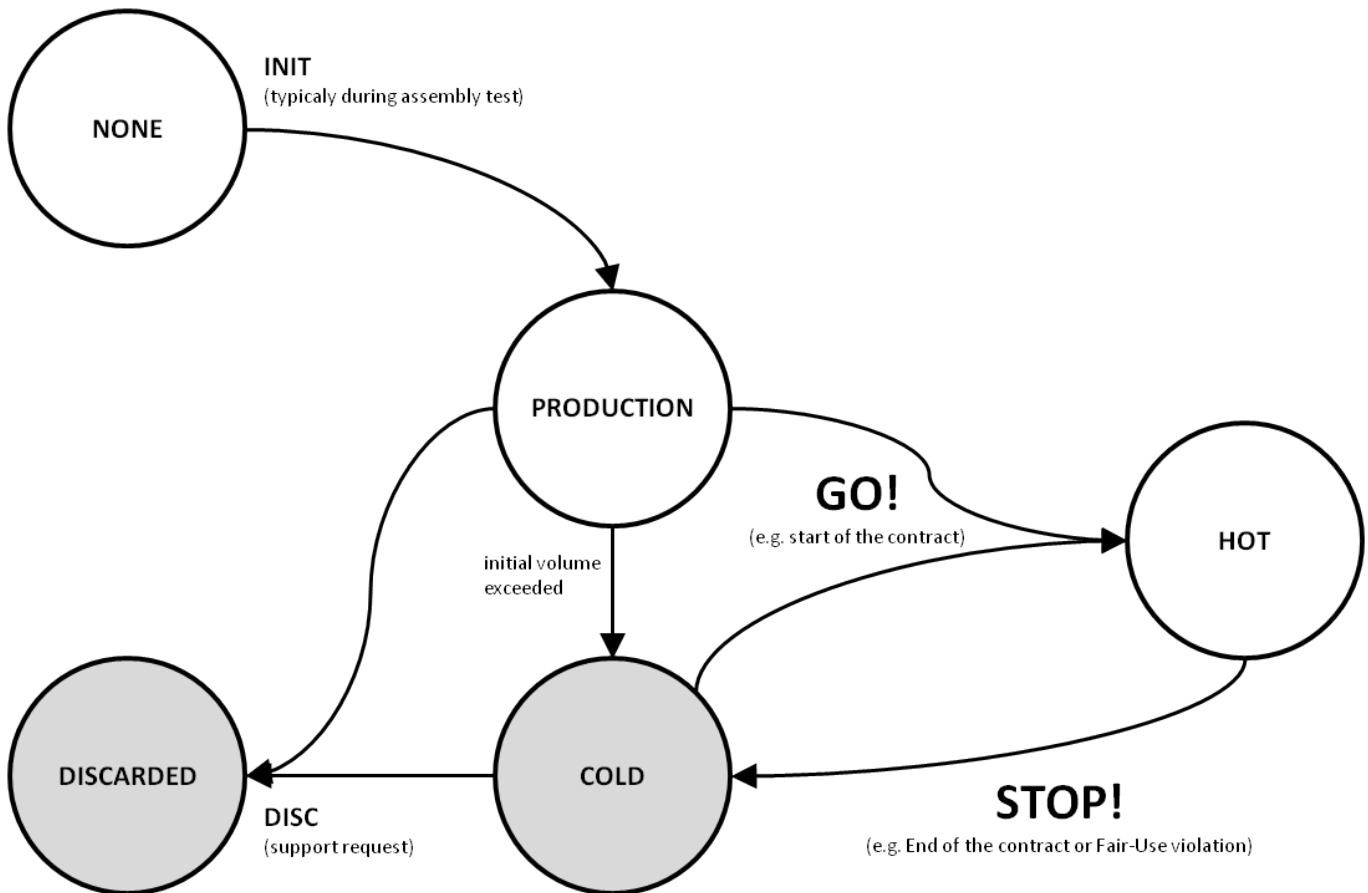 INIT
(typicaly during assembly test)
NONE
PRODUCTION
GO!
(e.g. start of the contract)
HOT
initial volume
exceeded
DISCARDED
COLD
DISC
(support request)
STOP!
(e.g. End of the contract or Fair-Use violation)